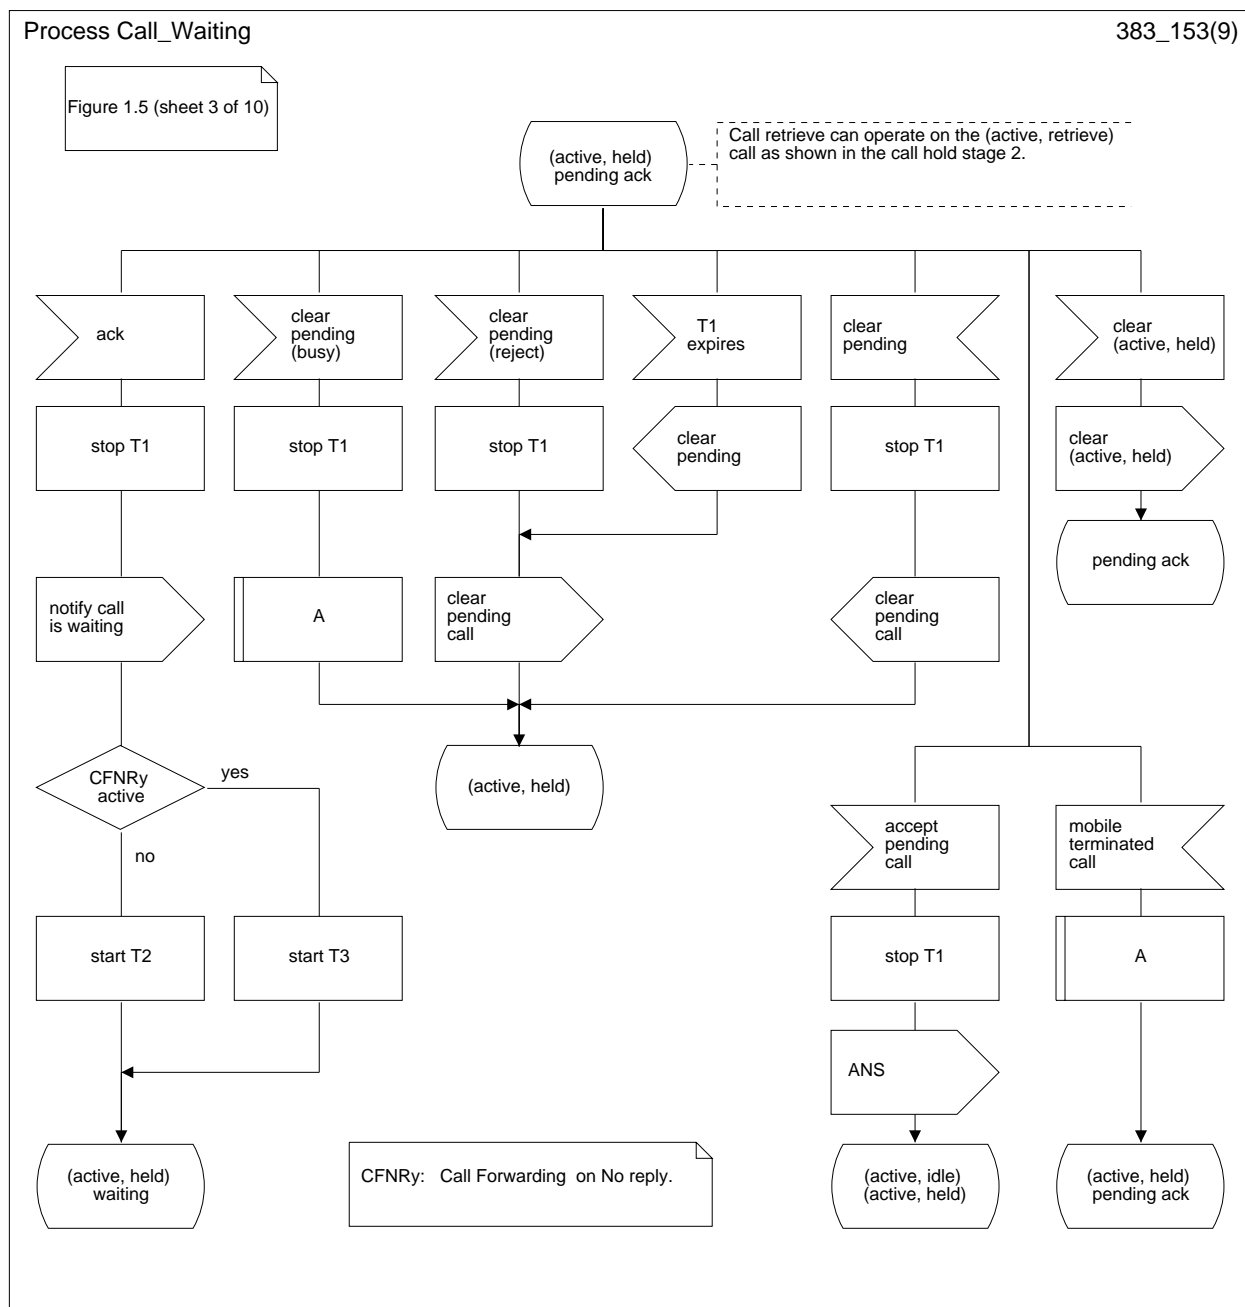 Process Call_Waiting
383_153(9)
Figure 1.5 (sheet 3 of 10)
(active, held)
pending ack
Call retrieve can operate on the (active, retrieve)
call as shown in the call hold stage 2.
ack
clear
pending
(busy)
clear
pending
(reject)
T1
expires
clear
pending
clear
(active, held)
stop T1
stop T1
stop T1
clear
pending
stop T1
clear
(active, held)
pending ack
notify call
is waiting
A
clear
pending
call
clear
pending
call
CFNRy
active
yes
no
(active, held)
accept
pending
call
mobile
terminated
call
start T2
start T3
stop T1
A
ANS
(active, held)
waiting
CFNRy: Call Forwarding on No reply.
(active, idle)
(active, held)
(active, held)
pending ack